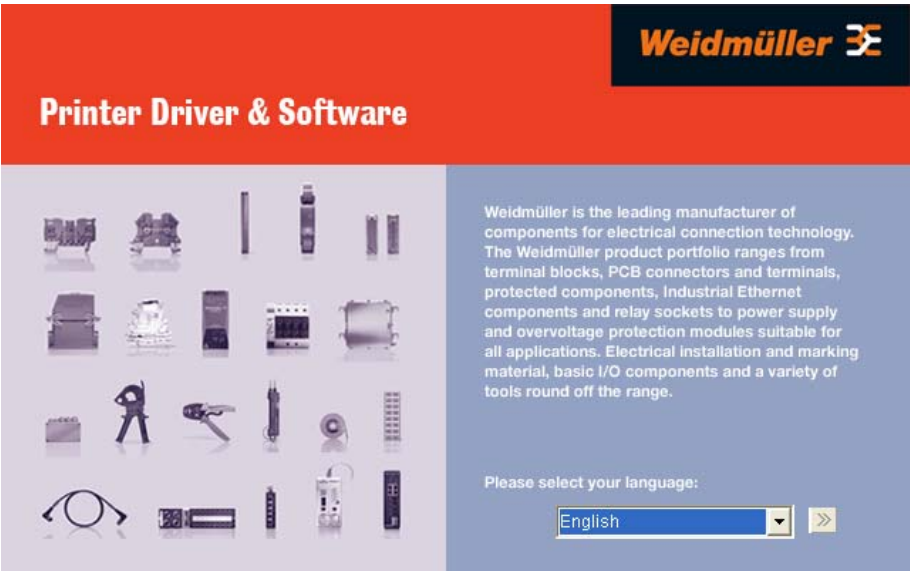 Weidmüller
Printer Driver & Software
Weidmüller is the leading manufacturer of
components for electrical connection technology.
The Weidmüller product portfolio ranges from
terminal blocks, PCB connectors and terminals,
protected components, Industrial Ethernet
components and relay sockets to power supply
and overvoltage protection modules suitable for
all applications. Electrical installation and marking
material, basic I/O components and a variety of
tools round off the range.
Please select your language:
English